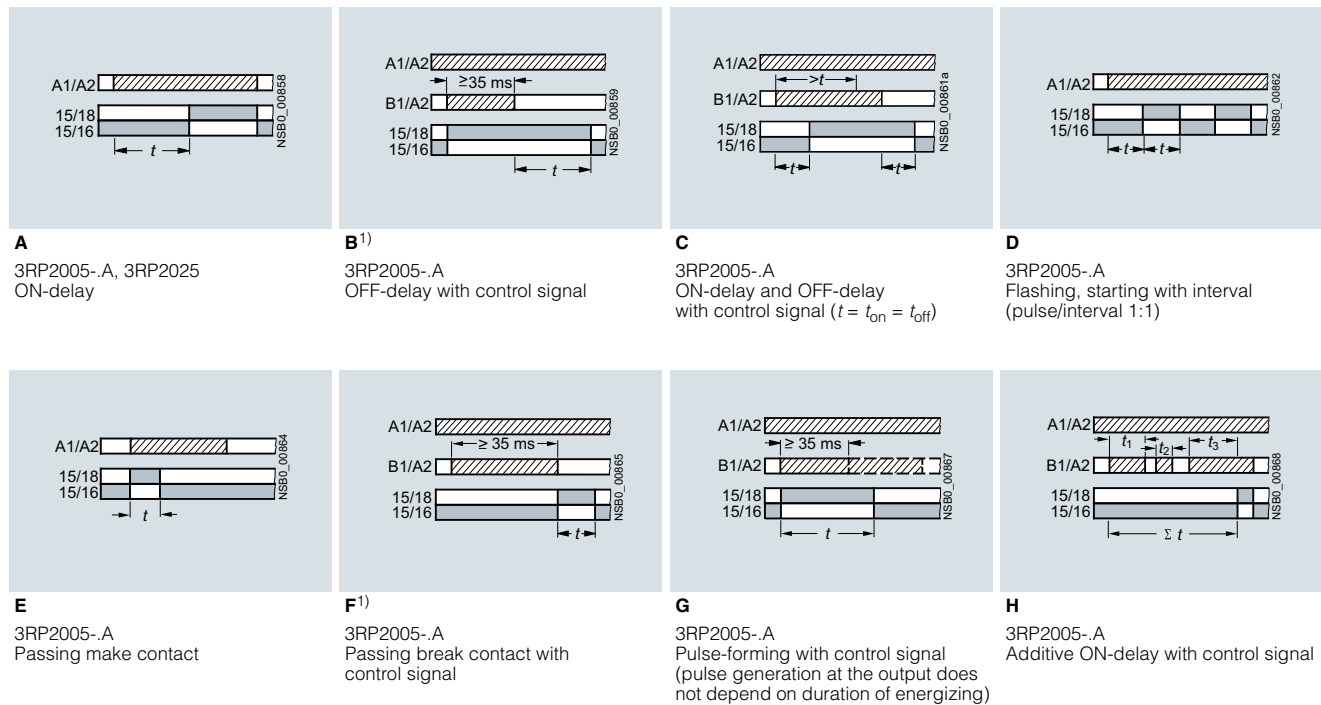 A1/A2
15/18
15/16
t
NSB0_00858
A
3RP2005-.A, 3RP2025
ON-delay
A1/A2
≥35 ms
B1/A2
15/18
15/16
t
NSB0_00859
B1)
3RP2005-.A
OFF-delay with control signal
A1/A2
>t
B1/A2
15/18
15/16
t t
NSB0_00861a
C
3RP2005-.A
ON-delay and OFF-delay
with control signal (t = ton = toff)
A1/A2
15/18
15/16
t t
NSB0_00862
D
3RP2005-.A
Flashing, starting with interval
(pulse/interval 1:1)
A1/A2
15/18
15/16
t
NSB0_00864
E
3RP2005-.A
Passing make contact
A1/A2
≥ 35 ms
B1/A2
15/18
15/16
t
NSB0_00865
F1)
3RP2005-.A
Passing break contact with
control signal
A1/A2
≥ 35 ms
B1/A2
15/18
15/16
t
NSB0_00867
G
3RP2005-.A
Pulse-forming with control signal
(pulse generation at the output does
not depend on duration of energizing)
A1/A2
t1 t2 t3
B1/A2
15/18
15/16
Σ t
NSB0_00868
H
3RP2005-.A
Additive ON-delay with control signal